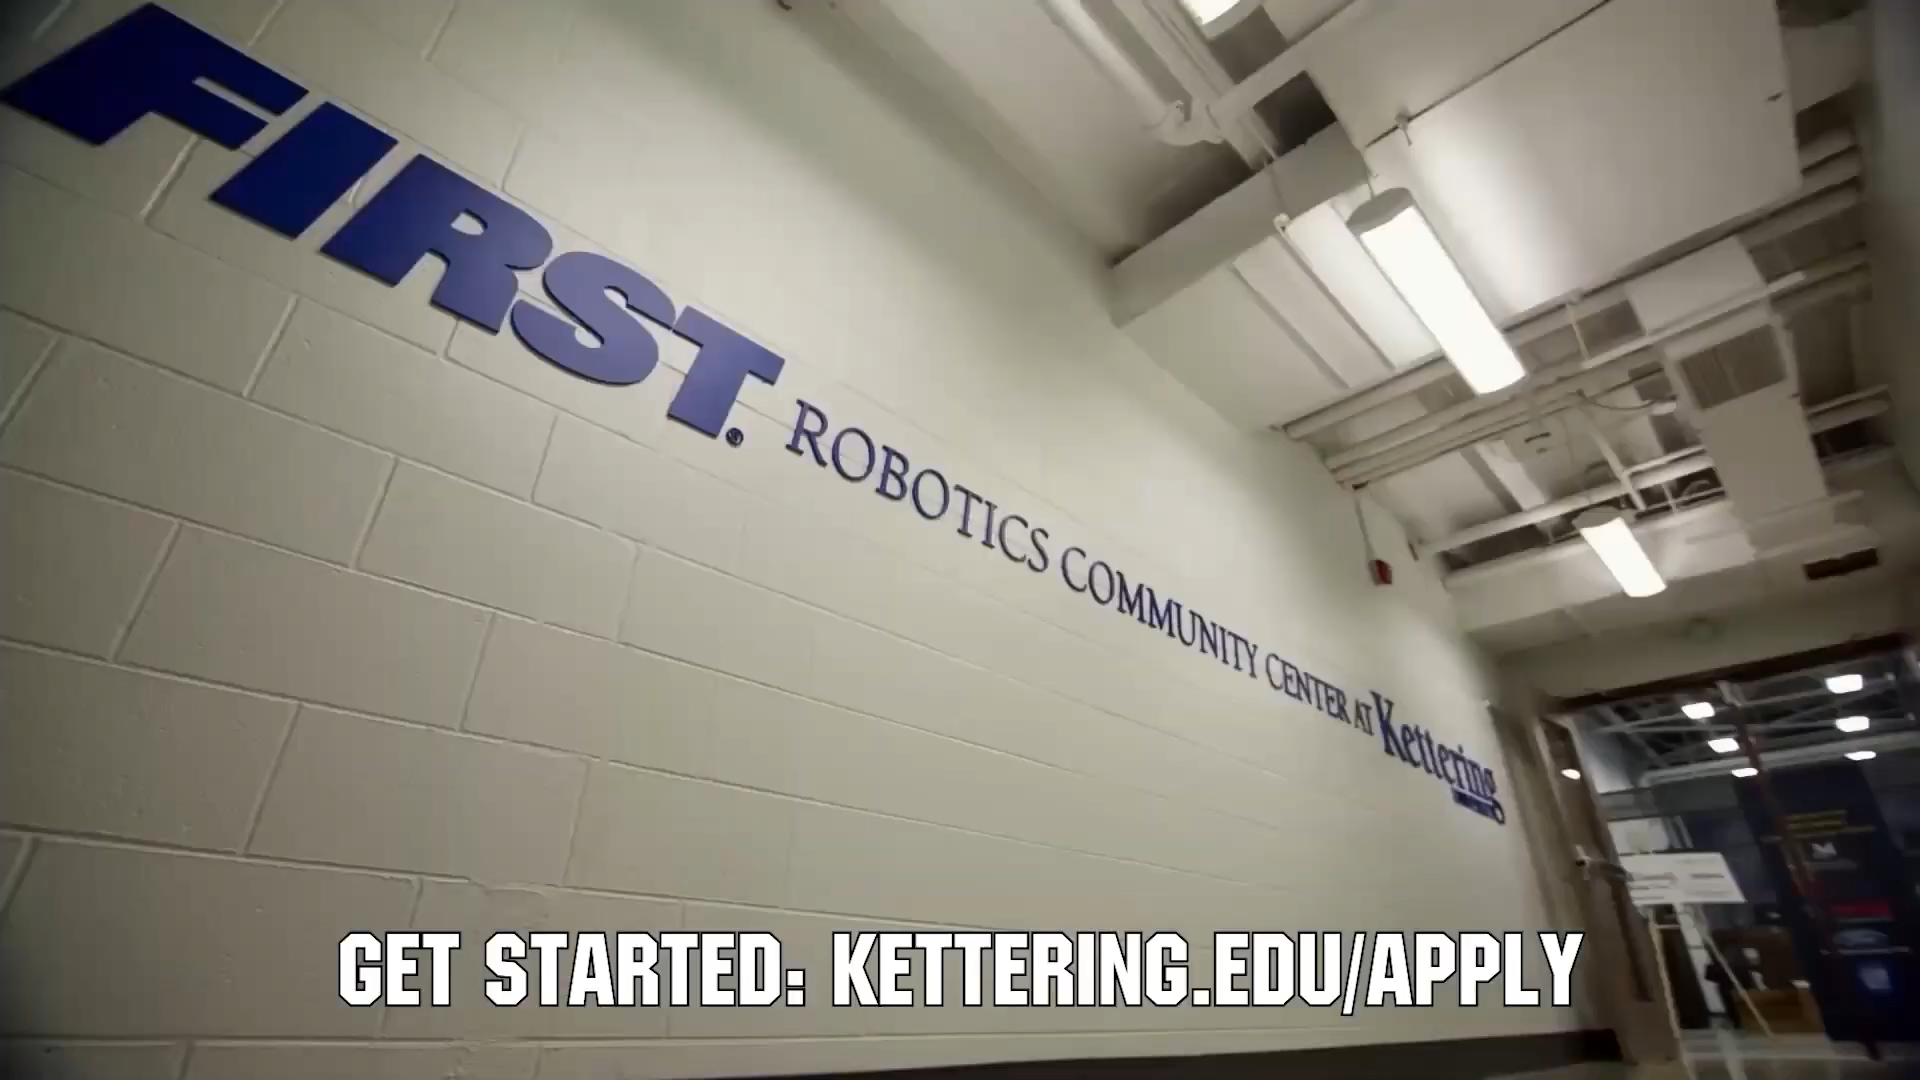 FIRST® ROBOTICS COMMUNITY CENTER AT Kettering
GET STARTED: KETTERING.EDU/APPLY